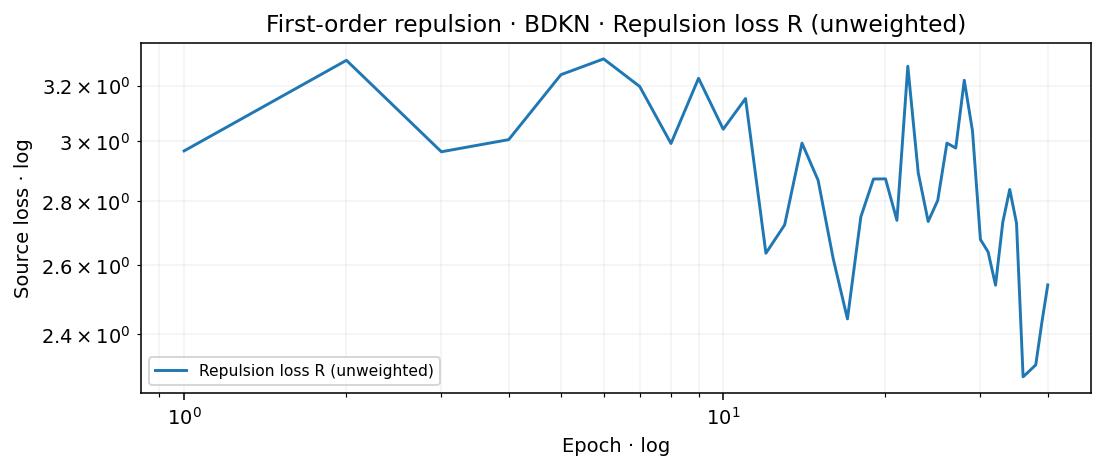 First-order repulsion · BDKN · Repulsion loss R (unweighted)
Source loss · log
3.2 × 10⁰
3 × 10⁰
2.8 × 10⁰
2.6 × 10⁰
2.4 × 10⁰
Repulsion loss R (unweighted)
10⁰
10¹
Epoch · log